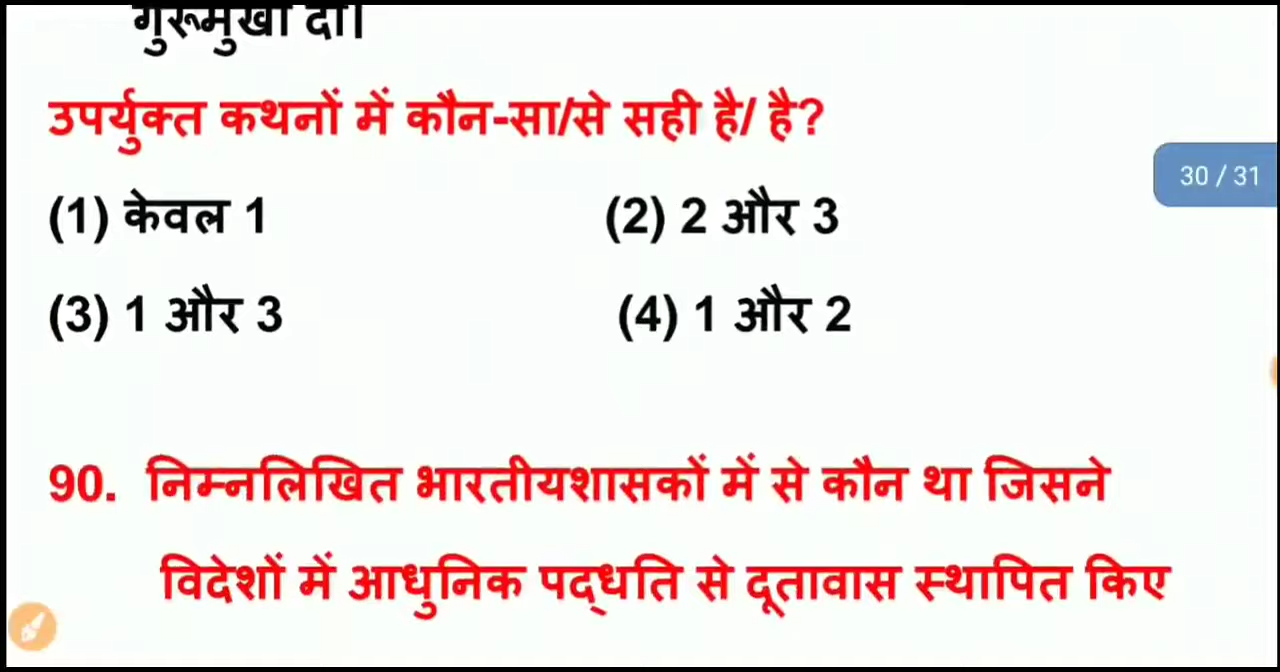 गुरूमुखी दी।
उपर्युक्त कथनों में कौन-सा/से सही है/ है?
30 / 31
(1) केवल 1 (2) 2 और 3
(3) 1 और 3 (4) 1 और 2
90. निम्नलिखित भारतीयशासकों में से कौन था जिसने
विदेशों में आधुनिक पद्धति से दूतावास स्थापित किए